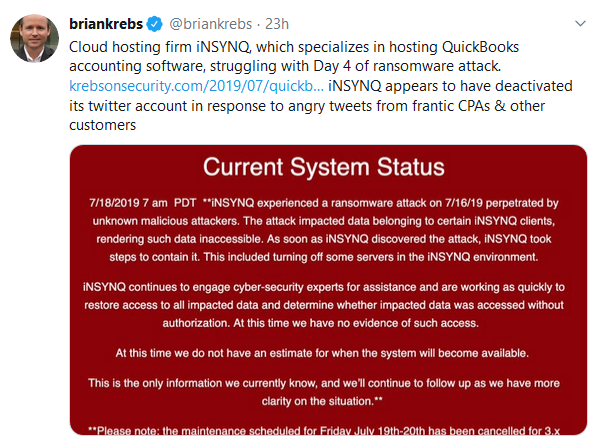 briankrebs @briankrebs · 23h
Cloud hosting firm iNSYNQ, which specializes in hosting QuickBooks
accounting software, struggling with Day 4 of ransomware attack.
krebsonsecurity.com/2019/07/quickb... iNSYNQ appears to have deactivated
its twitter account in response to angry tweets from frantic CPAs & other
customers
Current System Status
7/18/2019 7 am PDT **iNSYNQ experienced a ransomware attack on 7/16/19 perpetrated by
unknown malicious attackers. The attack impacted data belonging to certain iNSYNQ clients,
rendering such data inaccessible. As soon as iNSYNQ discovered the attack, iNSYNQ took
steps to contain it. This included turning off some servers in the iNSYNQ environment.
iNSYNQ continues to engage cyber-security experts for assistance and are working as quickly to
restore access to all impacted data and determine whether impacted data was accessed without
authorization. At this time we have no evidence of such access.
At this time we do not have an estimate for when the system will become available.
This is the only information we currently know, and we'll continue to follow up as we have more
clarity on the situation.**
**Please note: the maintenance scheduled for Friday July 19th-20th has been cancelled for 3.x